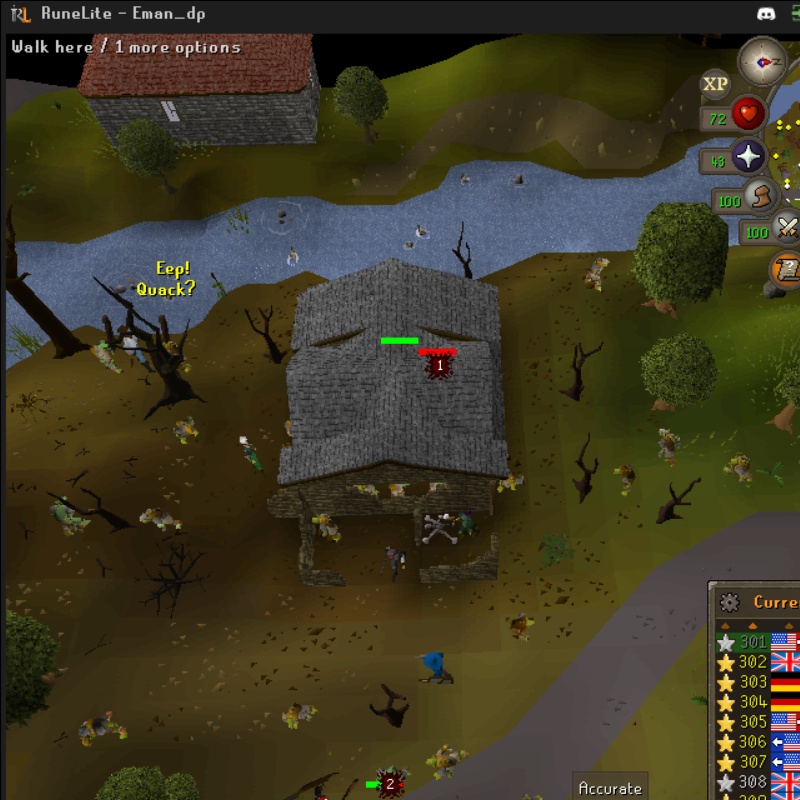 RuneLite - Eman_dp
Walk here / 1 more options
XP
72
43
100
100
Eep!
Quack?
1
Curre
301
302
303
304
305
306
307
308
2
Accurate